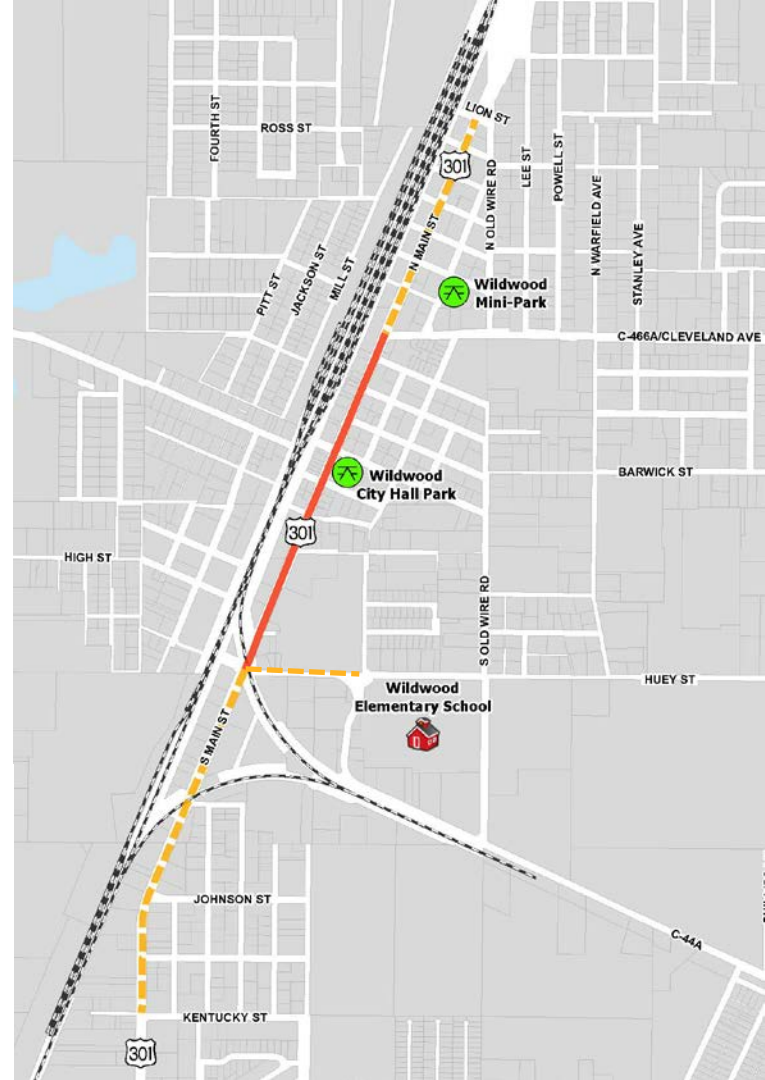 LION ST
FOURTH ST
ROSS ST
301
N MAIN ST
N OLD WIRE RD
LEE ST
POWELL ST
N WARFIELD AVE
STANLEY AVE
PITT ST
JACKSON ST
MILL ST
Wildwood
Mini-Park
C-466A/CLEVELAND AVE
Wildwood
City Hall Park
BARWICK ST
301
HIGH ST
S OLD WIRE RD
HUEY ST
Wildwood
Elementary School
S MAIN ST
JOHNSON ST
C-44A
KENTUCKY ST
301